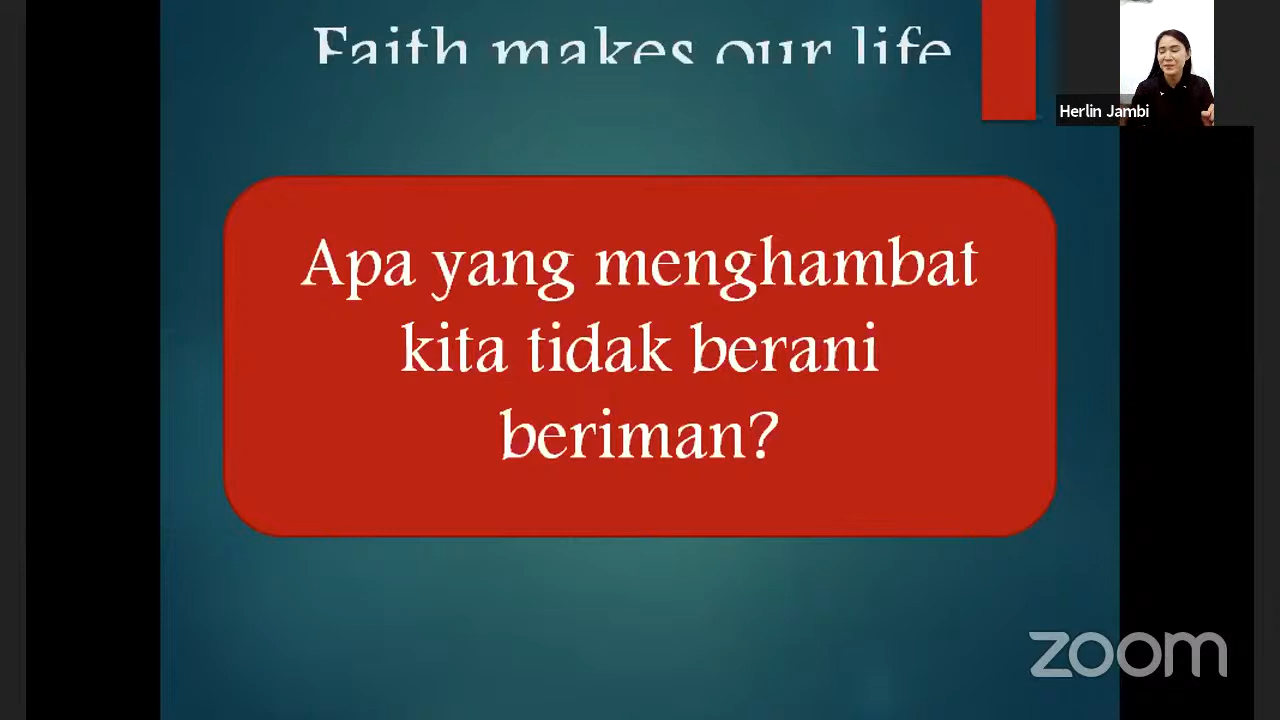 Faith makes our life
Herlin Jambi
Apa yang menghambat
kita tidak berani
beriman?
zoom